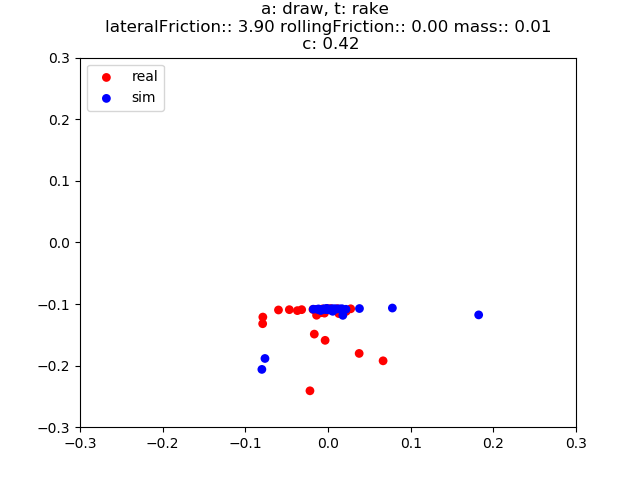 a: draw, t: rake
lateralFriction:: 3.90 rollingFriction:: 0.00 mass:: 0.01
c: 0.42
real
sim
0.3
0.2
0.1
0.0
−0.1
−0.2
−0.3
−0.3 −0.2 −0.1 0.0 0.1 0.2 0.3